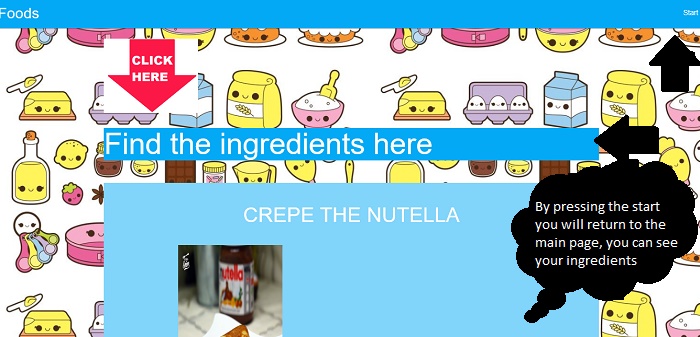 Foods
Start
CLICK
HERE
Find the ingredients here
CREPE THE NUTELLA
nutella
By pressing the start
you will return to the
main page, you can see
your ingredients